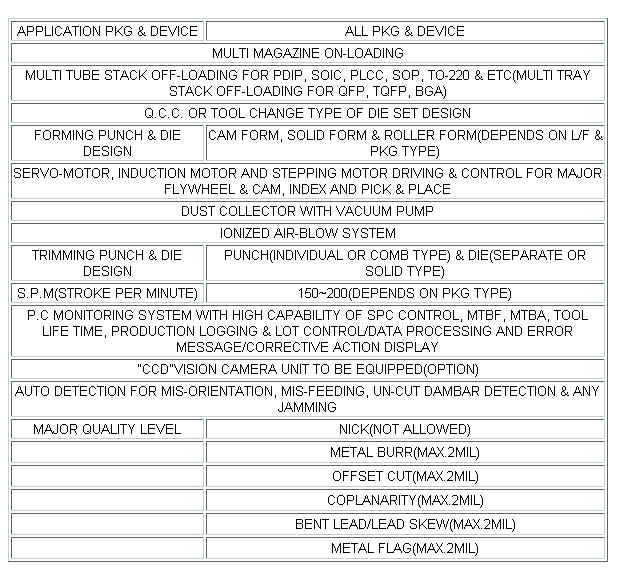 APPLICATION PKG & DEVICE ALL PKG & DEVICE
MULTI MAGAZINE ON-LOADING
MULTI TUBE STACK OFF-LOADING FOR PDIP, SOIC, PLCC, SOP, TO-220 & ETC(MULTI TRAY
STACK OFF-LOADING FOR QFP, TQFP, BGA)
Q.C.C. OR TOOL CHANGE TYPE OF DIE SET DESIGN
FORMING PUNCH & DIE
DESIGN
CAM FORM, SOLID FORM & ROLLER FORM(DEPENDS ON L/F &
PKG TYPE)
SERVO-MOTOR, INDUCTION MOTOR AND STEPPING MOTOR DRIVING & CONTROL FOR MAJOR
FLYWHEEL & CAM, INDEX AND PICK & PLACE
DUST COLLECTOR WITH VACUUM PUMP
IONIZED AIR-BLOW SYSTEM
TRIMMING PUNCH & DIE
DESIGN
PUNCH(INDIVIDUAL OR COMB TYPE) & DIE(SEPARATE OR
SOLID TYPE)
S.P.M(STROKE PER MINUTE) 150~200(DEPENDS ON PKG TYPE)
P.C MONITORING SYSTEM WITH HIGH CAPABILITY OF SPC CONTROL, MTBF, MTBA, TOOL
LIFE TIME, PRODUCTION LOGGING & LOT CONTROL/DATA PROCESSING AND ERROR
MESSAGE/CORRECTIVE ACTION DISPLAY
"CCD"VISION CAMERA UNIT TO BE EQUIPPED(OPTION)
AUTO DETECTION FOR MIS-ORIENTATION, MIS-FEEDING, UN-CUT DAMBAR DETECTION & ANY
JAMMING
MAJOR QUALITY LEVEL NICK(NOT ALLOWED)
METAL BURR(MAX.2MIL)
OFFSET CUT(MAX.2MIL)
COPLANARITY(MAX.2MIL)
BENT LEAD/LEAD SKEW(MAX.2MIL)
METAL FLAG(MAX.2MIL)